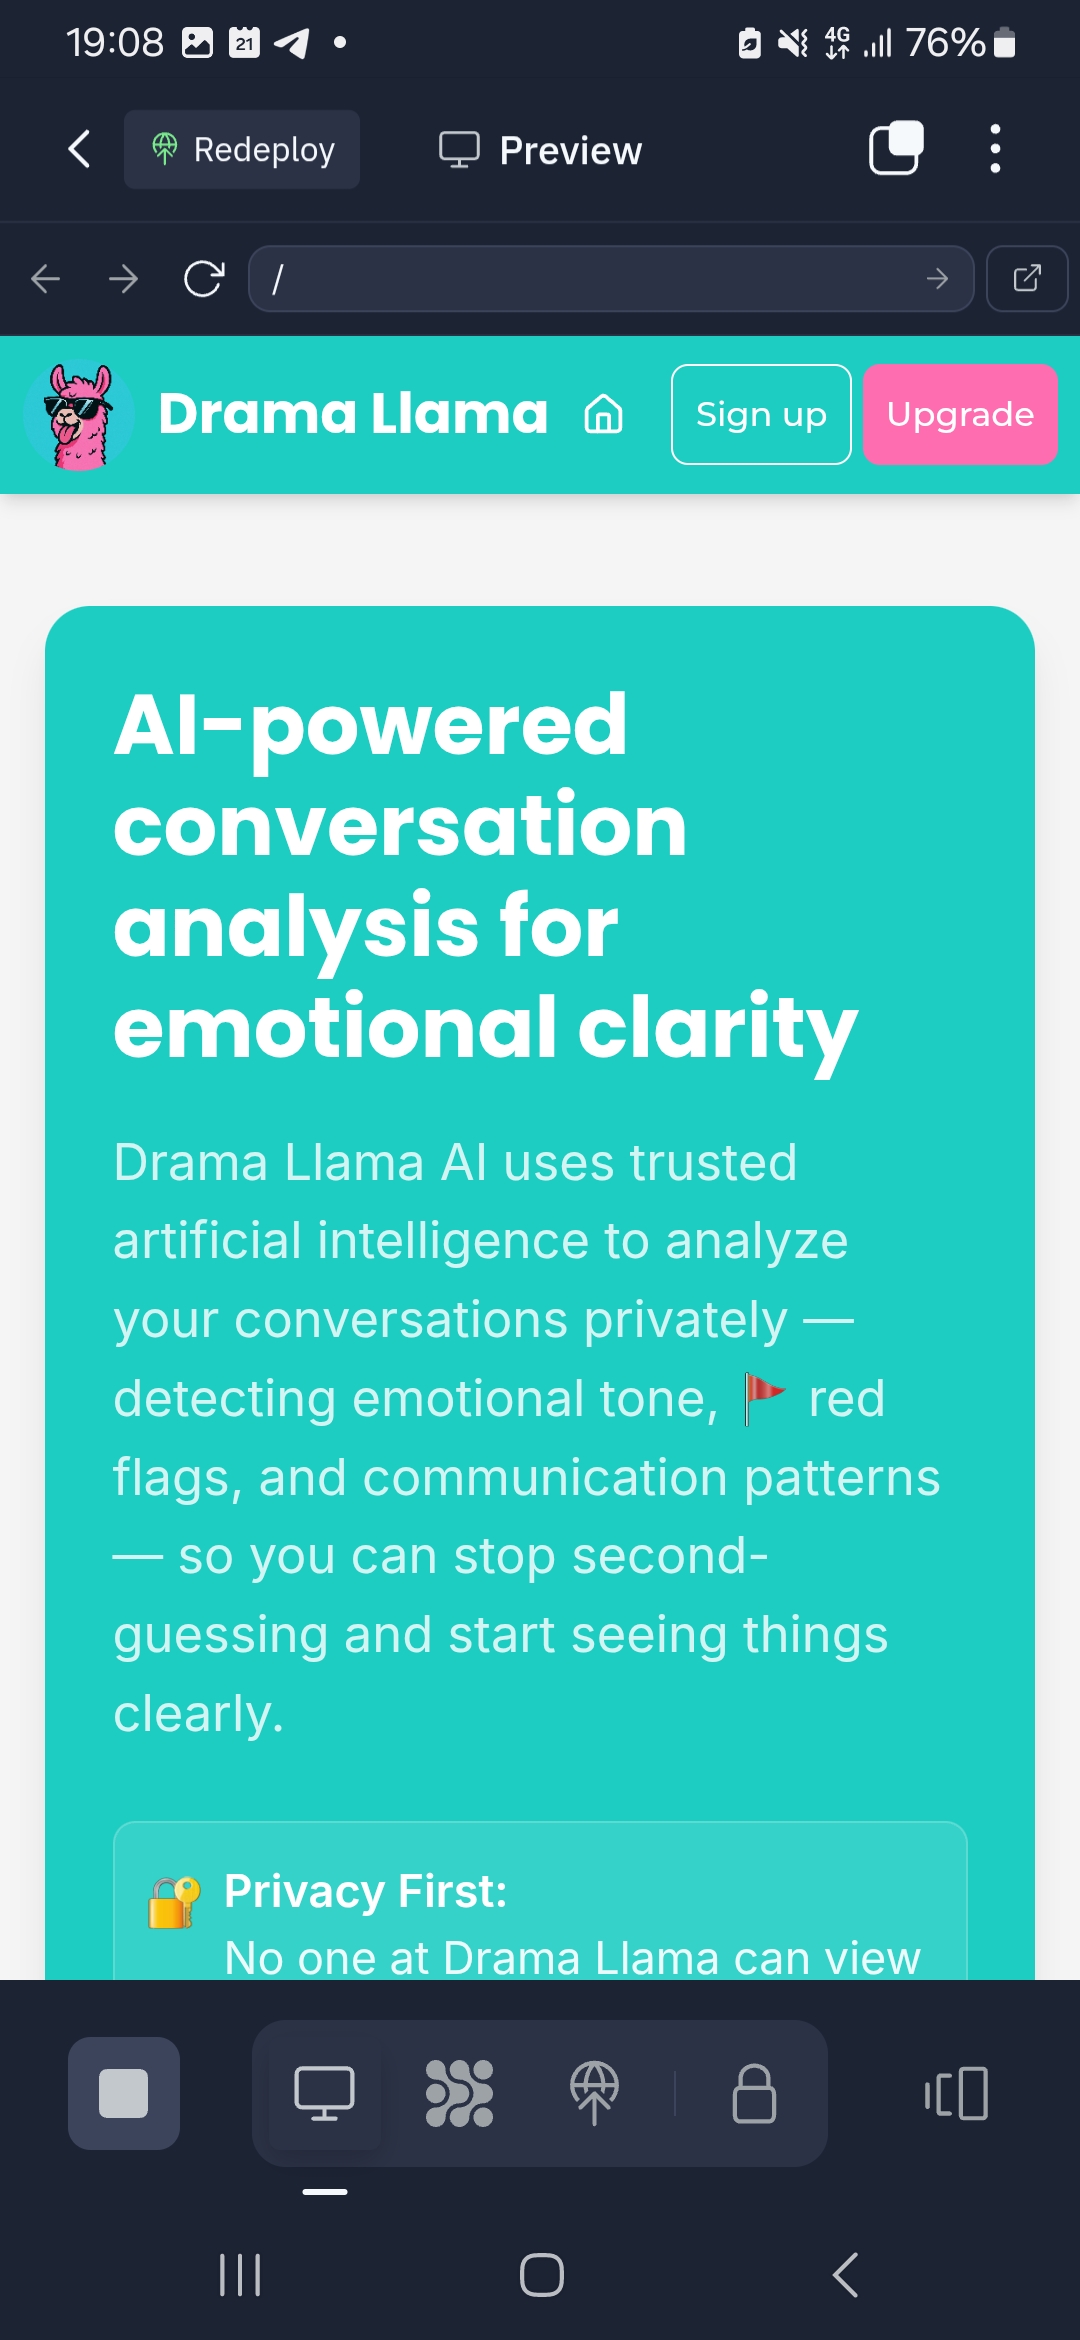 19:08 21 4G 76%
Redeploy Preview
/
Drama Llama Sign up Upgrade
AI-powered
conversation
analysis for
emotional clarity
Drama Llama AI uses trusted
artificial intelligence to analyze
your conversations privately —
detecting emotional tone, 🚩 red
flags, and communication patterns
— so you can stop second-
guessing and start seeing things
clearly.
🔐 Privacy First:
No one at Drama Llama can view